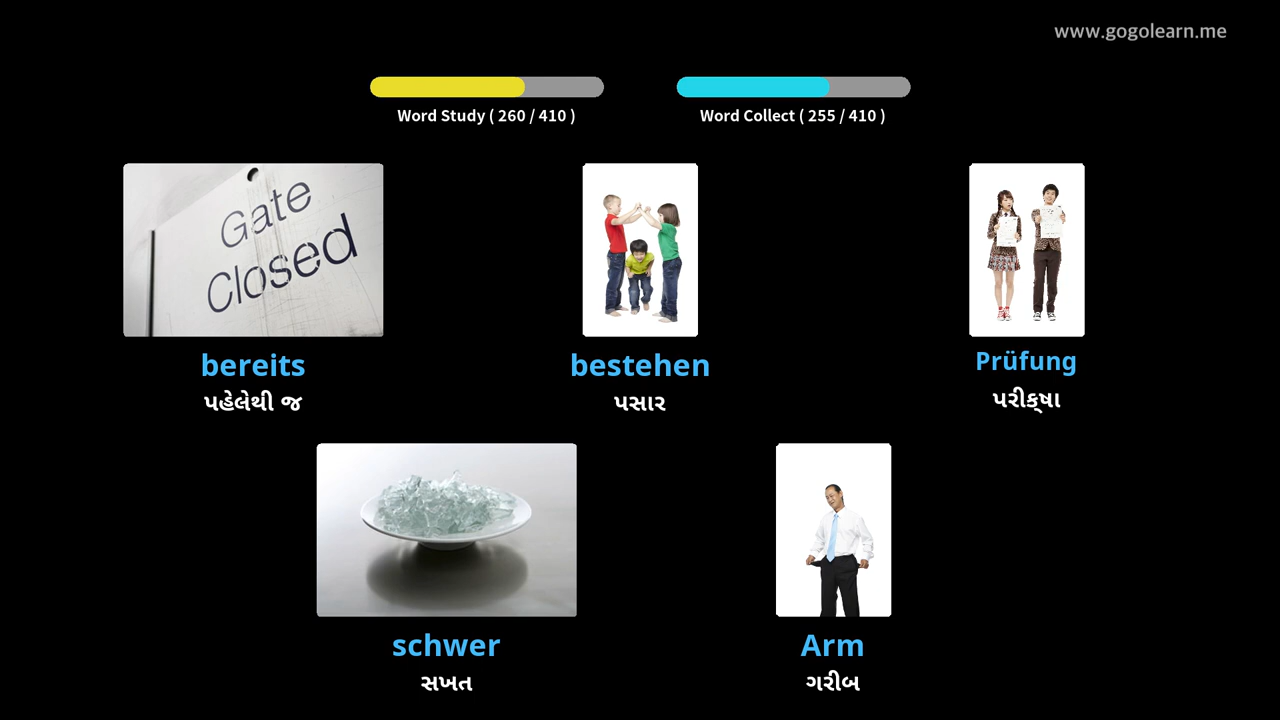 www.gogolearn.me
Word Study ( 260 / 410 )
Word Collect ( 255 / 410 )
Gate
Closed
bereits
પહેલેથી જ
bestehen
પસાર
Prüfung
પરીક્ષા
schwer
સખત
Arm
ગરીબ